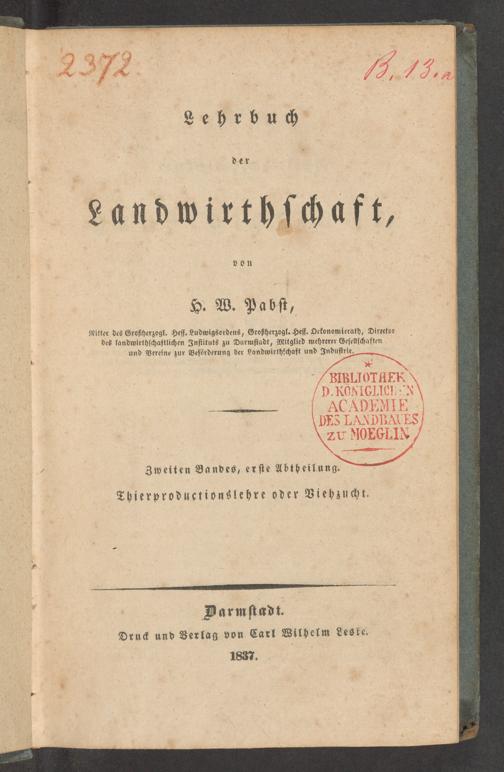 2372.
B. 13. a
Lehrbuch
der
Landwirthschaft,
von
H. W. Pabst,
Ritter des Großherzogl. Hess. Ludwigsordens, Großherzogl. Hess. Oekonomierath, Director
des landwirthschaftlichen Instituts zu Darmstadt, Mitglied mehrerer Gesellschaften
und Vereine zur Beförderung der Landwirthschaft und Industrie.
BIBLIOTHEK
D. KÖNIGLICHEN
ACADEMIE
DES LANDBAUES
ZU MOEGLIN
Zweiten Bandes, erste Abtheilung.
Thierproductionslehre oder Viehzucht.
Darmstadt.
Druck und Verlag von Carl Wilhelm Leske.
1837.